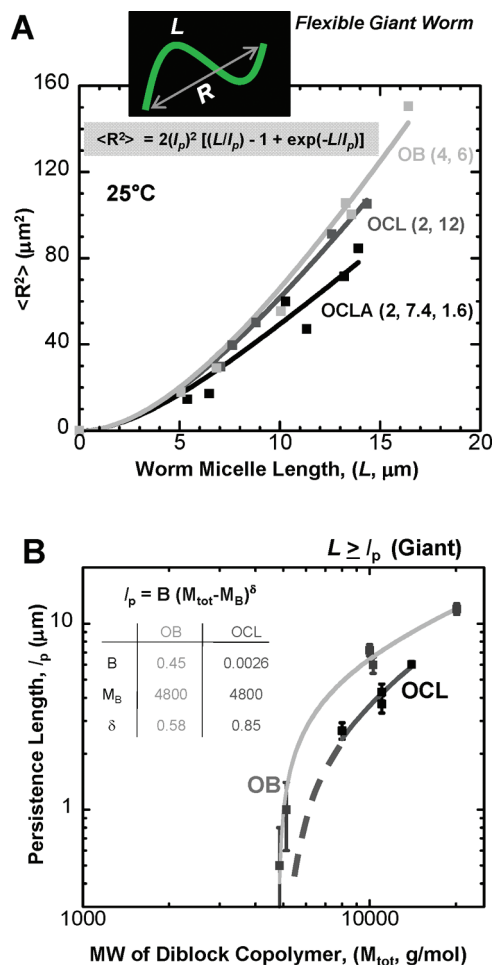 A
Flexible Giant Worm
L
R
160
<R²> = 2(lp)² [(L/lp) - 1 + exp(-L/lp)]
OB (4, 6)
120
25°C
OCL (2, 12)
<R²> (μm²)
80
OCLA (2, 7.4, 1.6)
40
0
0 5 10 15 20
Worm Micelle Length, (L, μm)
B
L ≥ lp (Giant)
lp = B (Mtot-MB)δ
OB OCL
B 0.45 0.0026
MB 4800 4800
δ 0.58 0.85
10
Persistence Length, lp (μm)
OCL
OB
1
1000 10000
MW of Diblock Copolymer, (Mtot, g/mol)